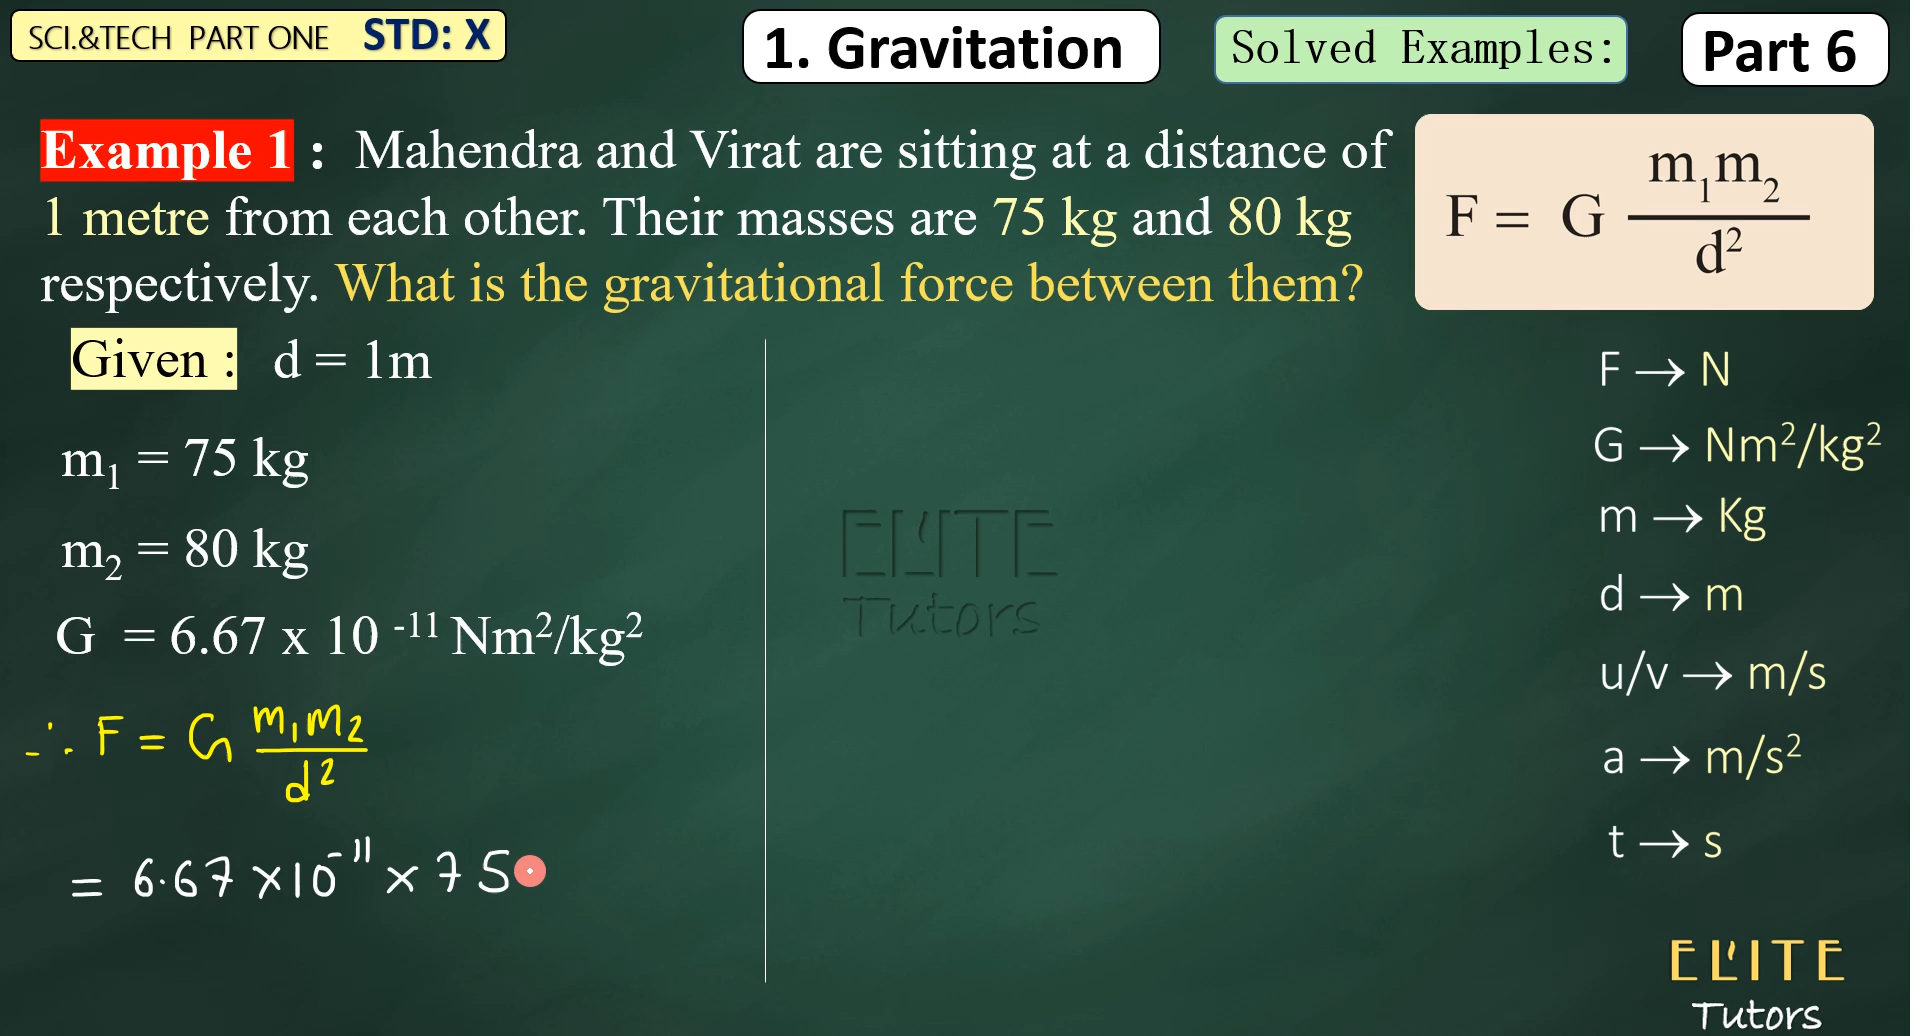 SCI.&TECH PART ONE STD: X
1. Gravitation
Solved Examples:
Part 6
Example 1 : Mahendra and Virat are sitting at a distance of
1 metre from each other. Their masses are 75 kg and 80 kg
respectively. What is the gravitational force between them?
F = G m₁m₂ / d²
Given : d = 1m
m₁ = 75 kg
m₂ = 80 kg
G = 6.67 x 10 ⁻¹¹ Nm²/kg²
∴ F = G m₁m₂ / d²
= 6.67 ×10⁻¹¹ × 75
F → N
G → Nm²/kg²
m → Kg
d → m
u/v → m/s
a → m/s²
t → s
ELITE
Tutors
ELITE
Tutors